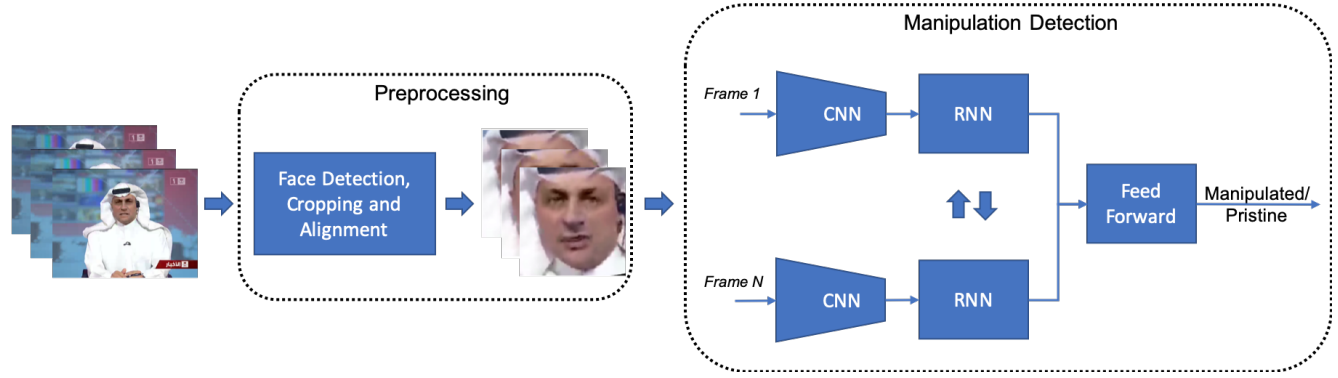 Manipulation Detection
Preprocessing
Frame 1
CNN
RNN
Face Detection,
Cropping and
Alignment
Feed
Forward
Manipulated/
Pristine
Frame N
CNN
RNN
الأخبار